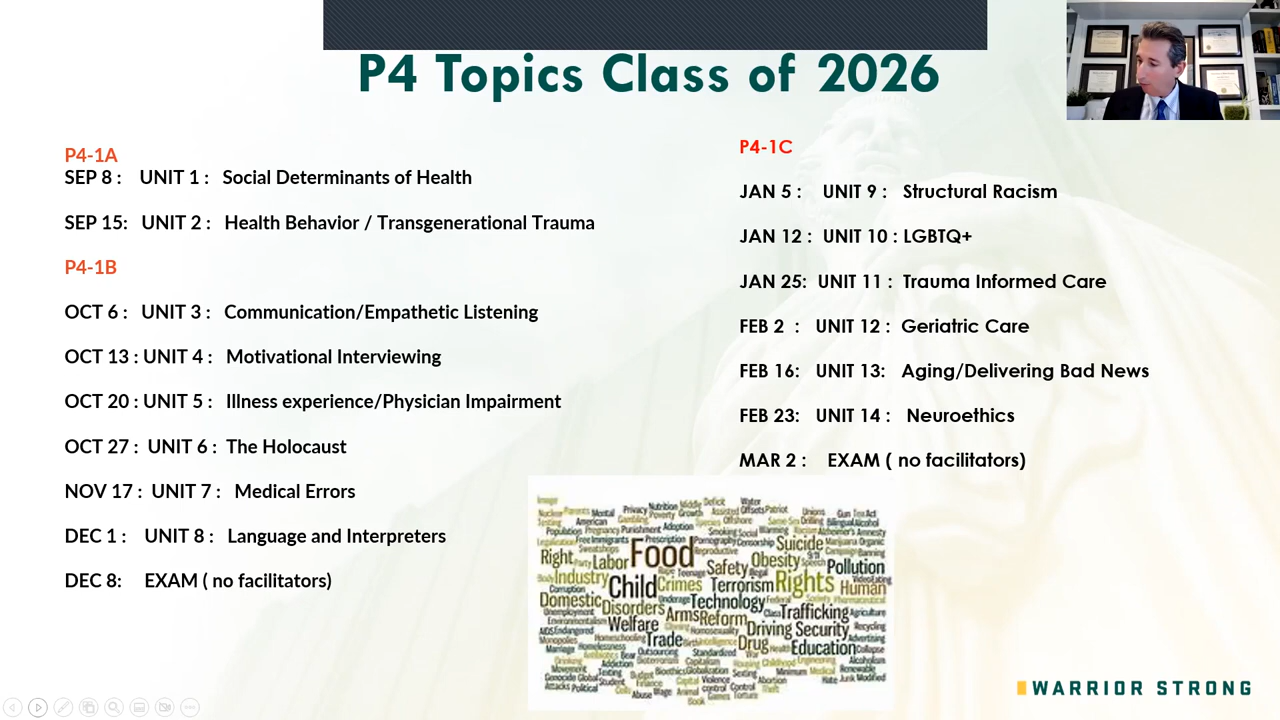 P4 Topics Class of 2026
P4-1A
SEP 8 : UNIT 1 : Social Determinants of Health
SEP 15: UNIT 2 : Health Behavior / Transgenerational Trauma
P4-1B
OCT 6 : UNIT 3 : Communication/Empathetic Listening
OCT 13 : UNIT 4 : Motivational Interviewing
OCT 20 : UNIT 5 : Illness experience/Physician Impairment
OCT 27 : UNIT 6 : The Holocaust
NOV 17 : UNIT 7 : Medical Errors
DEC 1 : UNIT 8 : Language and Interpreters
DEC 8: EXAM ( no facilitators)
P4-1C
JAN 5 : UNIT 9 : Structural Racism
JAN 12 : UNIT 10 : LGBTQ+
JAN 25: UNIT 11 : Trauma Informed Care
FEB 2 : UNIT 12 : Geriatric Care
FEB 16: UNIT 13: Aging/Delivering Bad News
FEB 23: UNIT 14 : Neuroethics
MAR 2 : EXAM ( no facilitators)
Food
Suicide
Right
Labor
Safety
Obesity
Pollution
Industry
Child
Crimes
Terrorism
Rights
Human
Domestic
Disorders
Technology
Trafficking
Welfare
Arms
Reform
Driving
Security
Trade
Drug
Education
WARRIOR STRONG